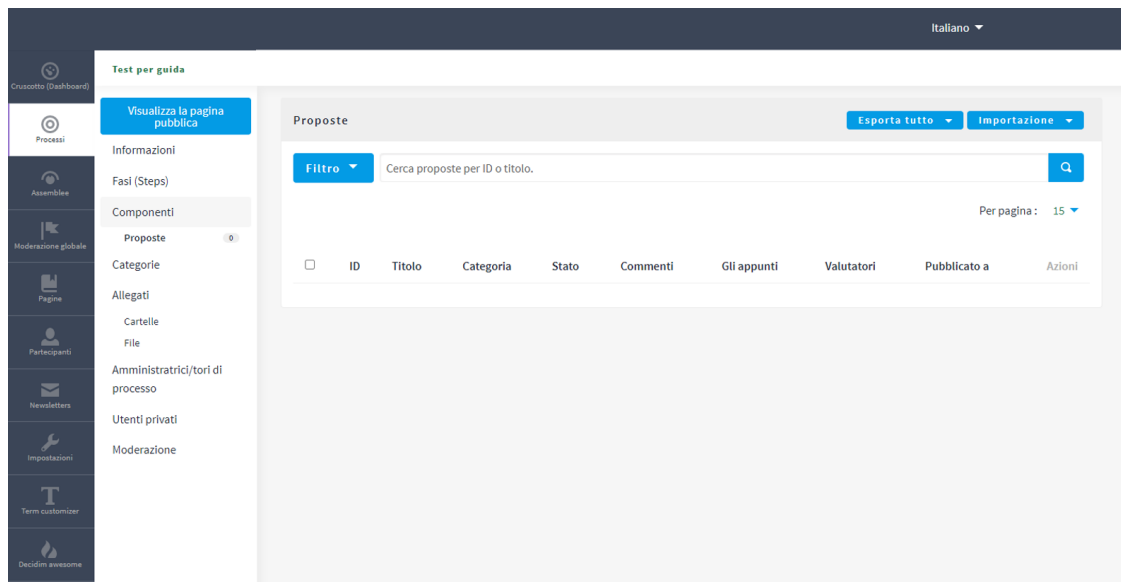 Italiano
Cruscotto (Dashboard)
Processi
Assemblee
Moderazione globale
Pagine
Partecipanti
Newsletters
Impostazioni
Term customizer
Decidim awesome
Test per guida
Visualizza la pagina
pubblica
Informazioni
Fasi (Steps)
Componenti
Proposte 0
Categorie
Allegati
Cartelle
File
Amministratrici/tori di
processo
Utenti privati
Moderazione
Proposte Esporta tutto Importazione
Filtro Cerca proposte per ID o titolo.
Per pagina : 15
ID Titolo Categoria Stato Commenti Gli appunti Valutatori Pubblicato a Azioni